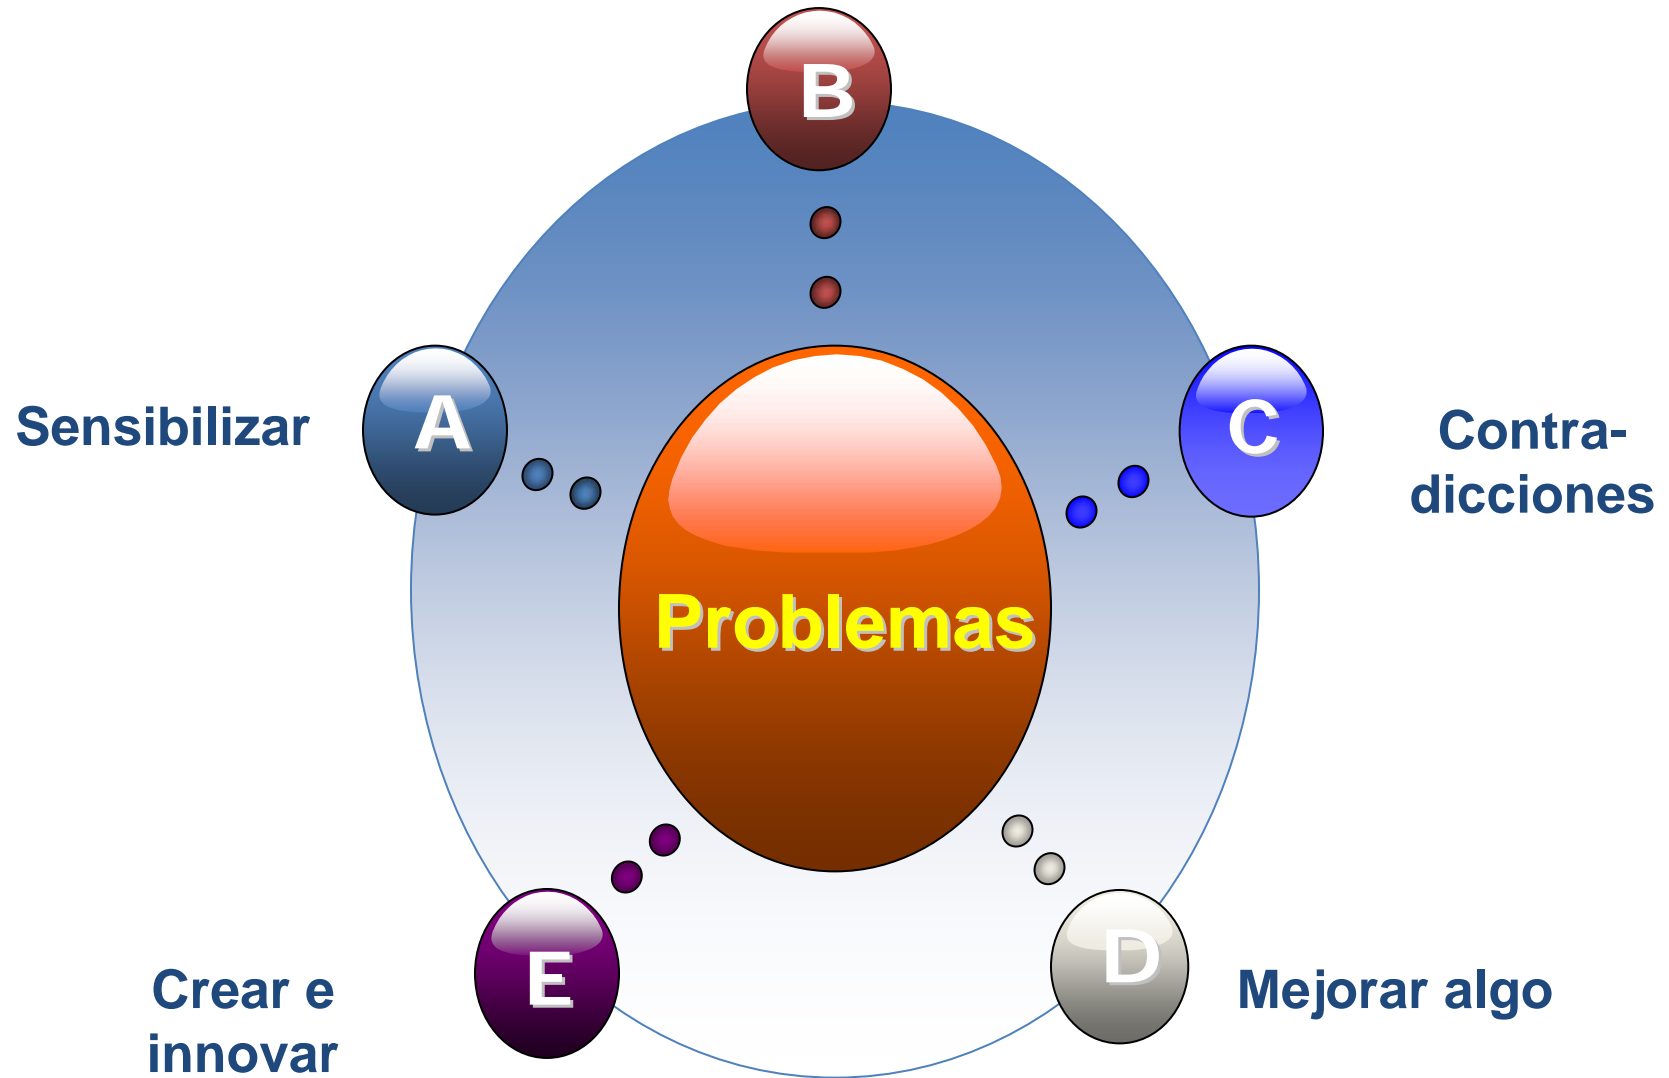 B
A
Sensibilizar
C
Contra-
dicciones
Problemas
E
Crear e
innovar
D
Mejorar algo